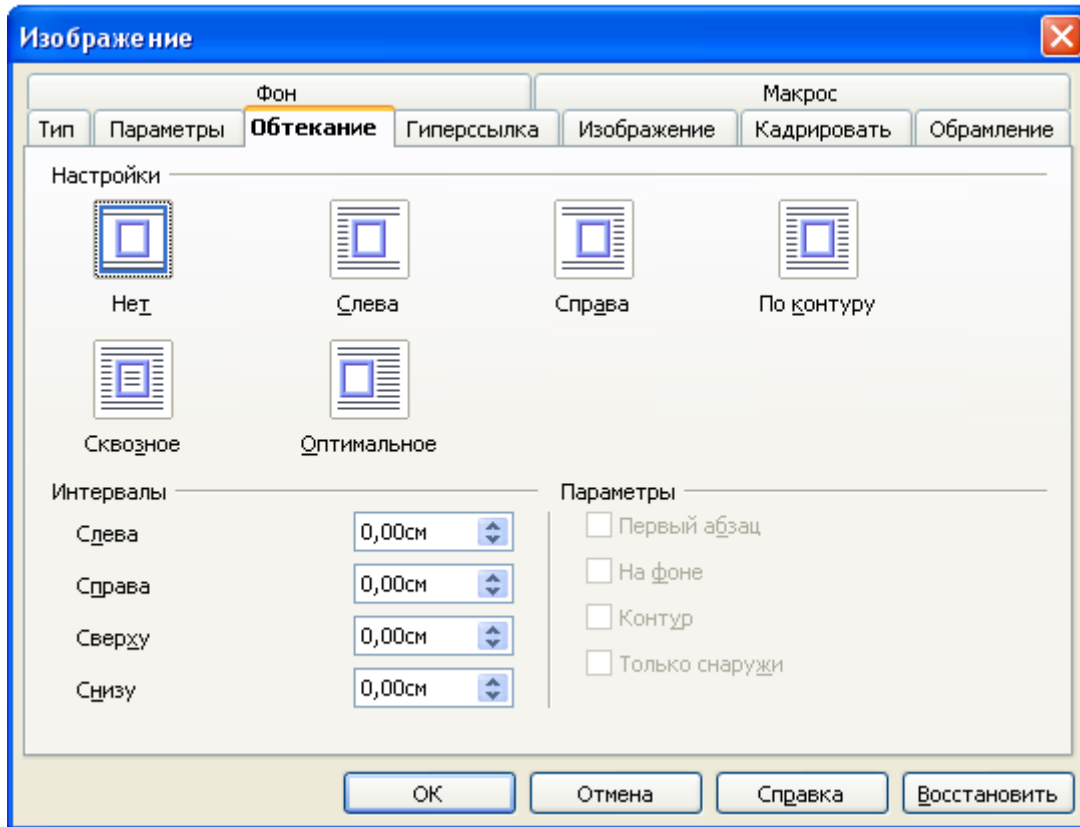 Изображение
Фон Макрос
Тип Параметры Обтекание Гиперссылка Изображение Кадрировать Обрамление
Настройки
Нет Слева Справа По контуру
Сквозное Оптимальное
Интервалы Параметры
Слева 0,00см Первый абзац
Справа 0,00см На фоне
Сверху 0,00см Контур
Снизу 0,00см Только снаружи
ОК Отмена Справка Восстановить